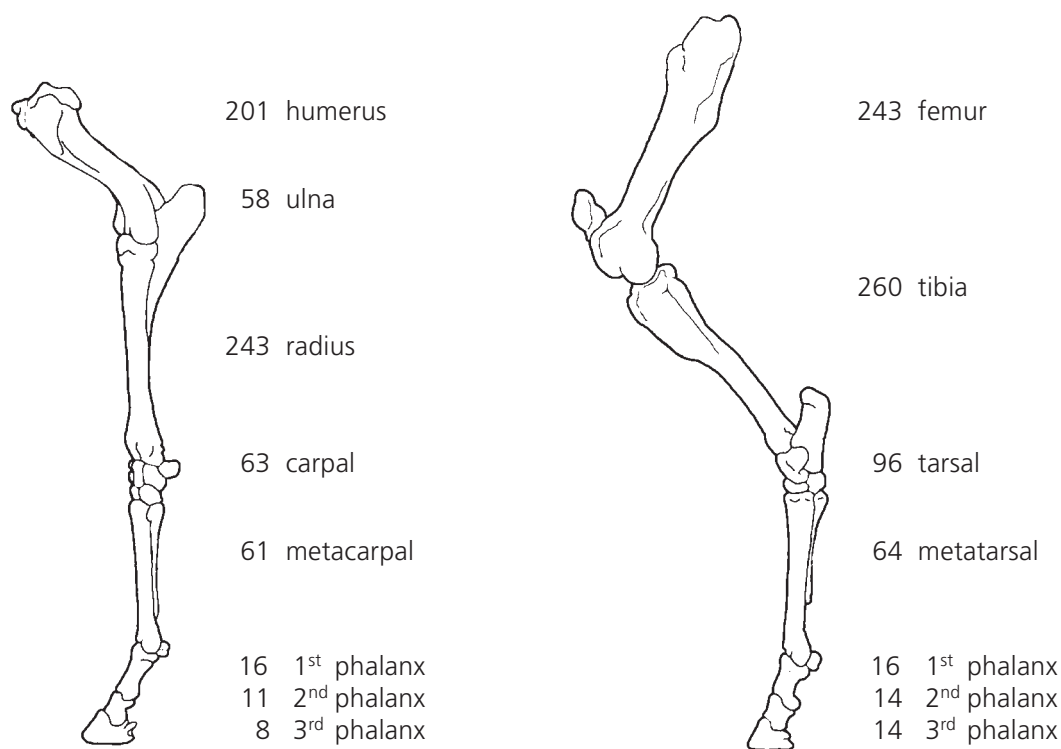 201 humerus
58 ulna
243 radius
63 carpal
61 metacarpal
16 1st phalanx
11 2nd phalanx
8 3rd phalanx
243 femur
260 tibia
96 tarsal
64 metatarsal
16 1st phalanx
14 2nd phalanx
14 3rd phalanx